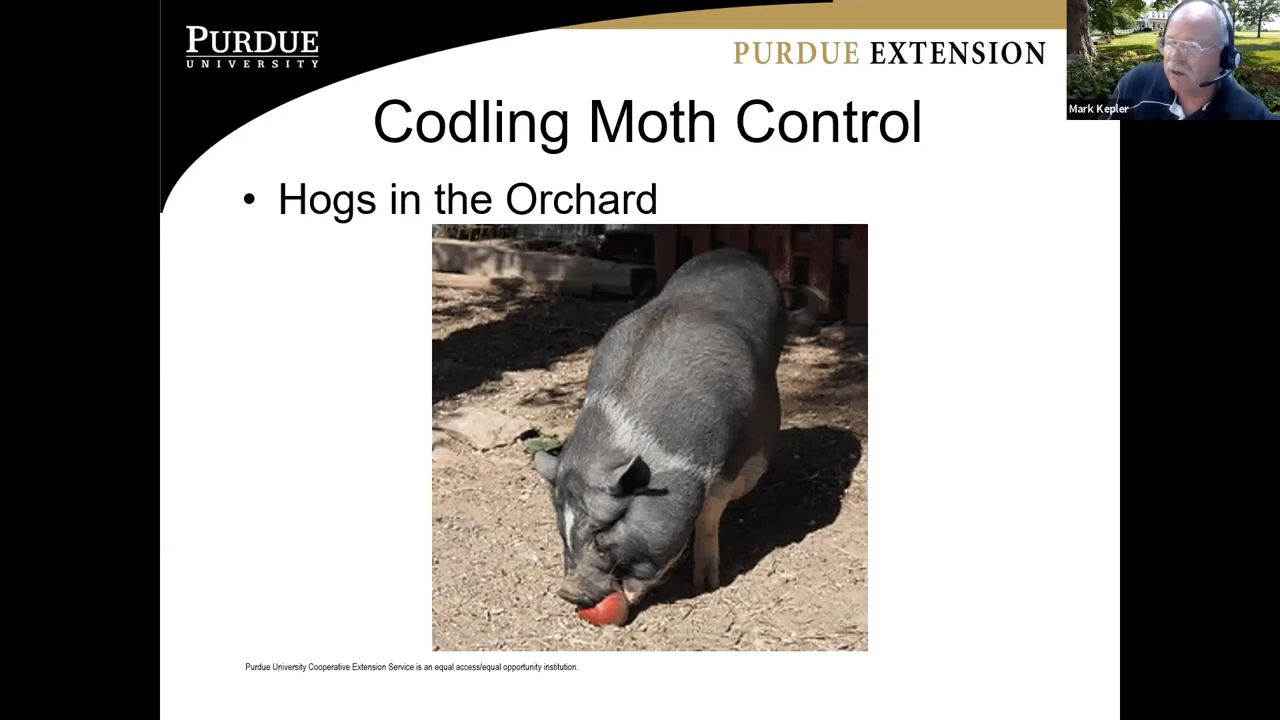 PURDUE
UNIVERSITY
PURDUE EXTENSION
Mark Kepler
Codling Moth Control
• Hogs in the Orchard
Purdue University Cooperative Extension Service is an equal access/equal opportunity institution.